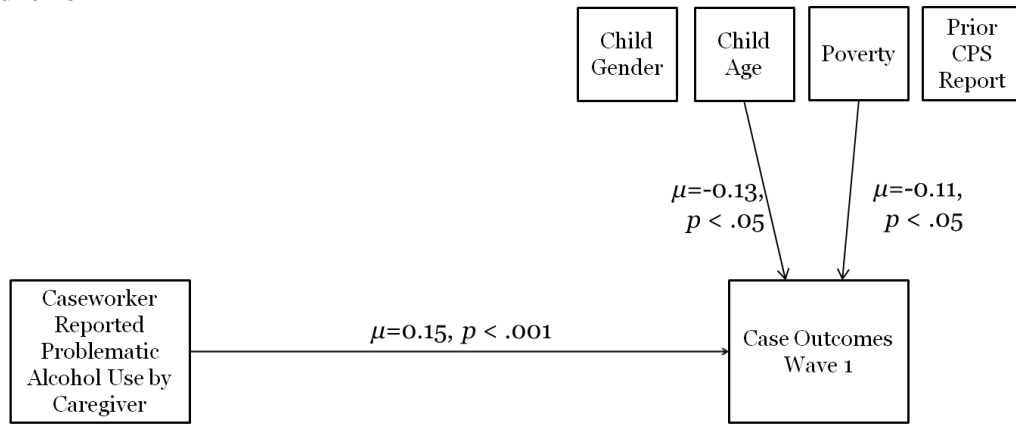 Child
Gender
Child
Age
Poverty
Prior
CPS
Report
μ=-0.13,
p < .05
μ=-0.11,
p < .05
Caseworker
Reported
Problematic
Alcohol Use by
Caregiver
μ=0.15, p < .001
Case Outcomes
Wave 1